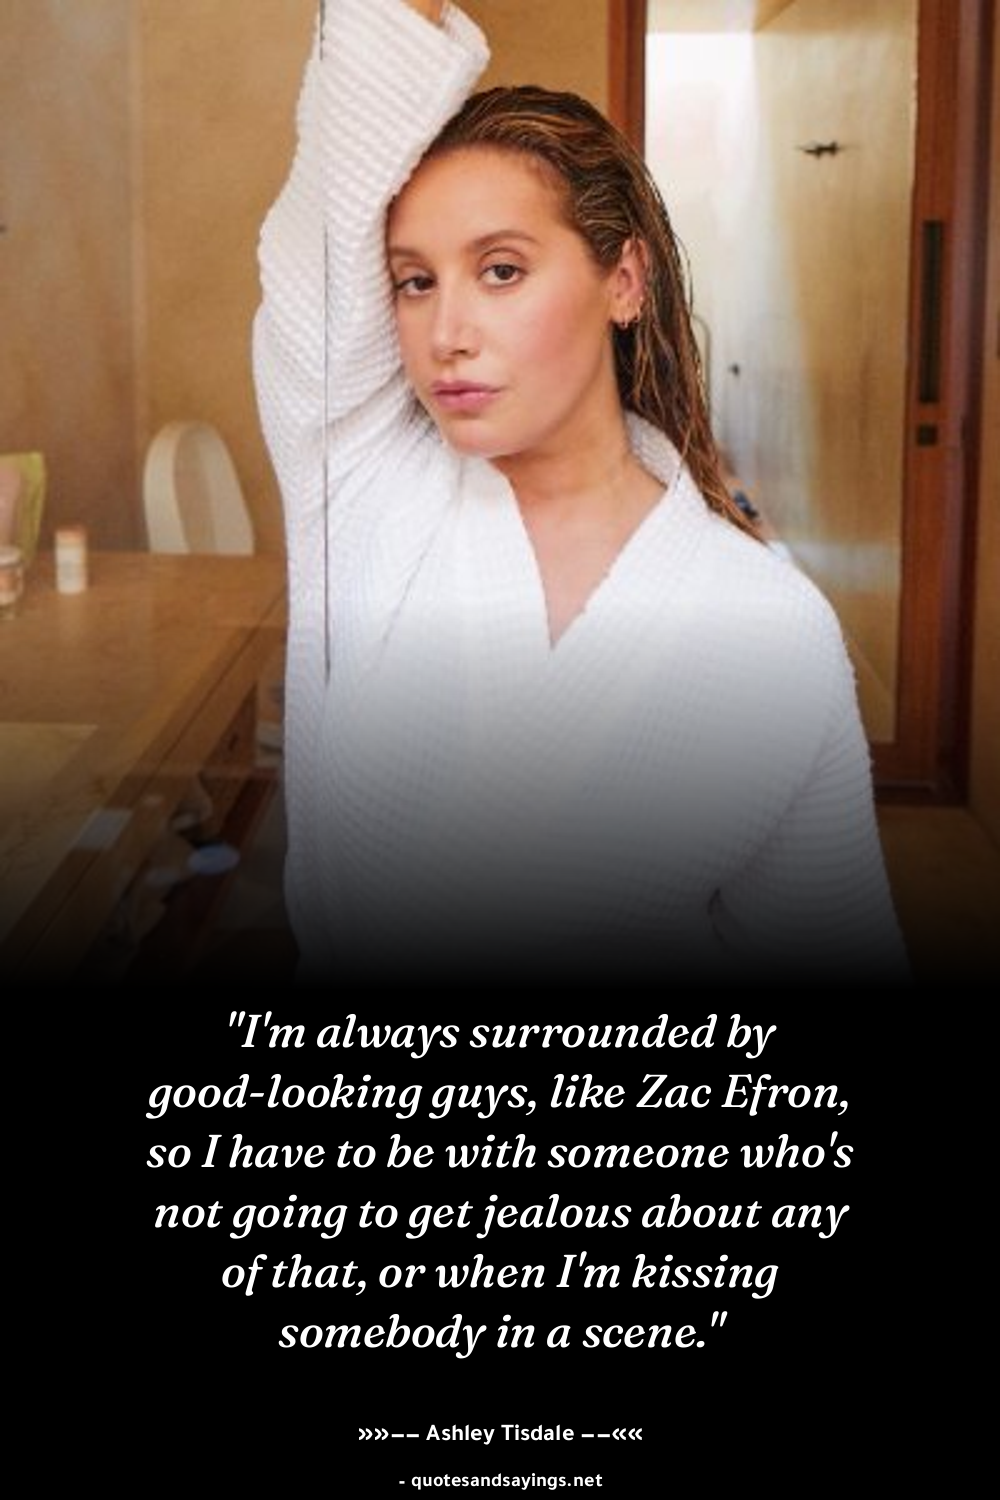 "I'm always surrounded by
good-looking guys, like Zac Efron,
so I have to be with someone who's
not going to get jealous about any
of that, or when I'm kissing
somebody in a scene."
»»−− Ashley Tisdale −−««
- quotesandsayings.net